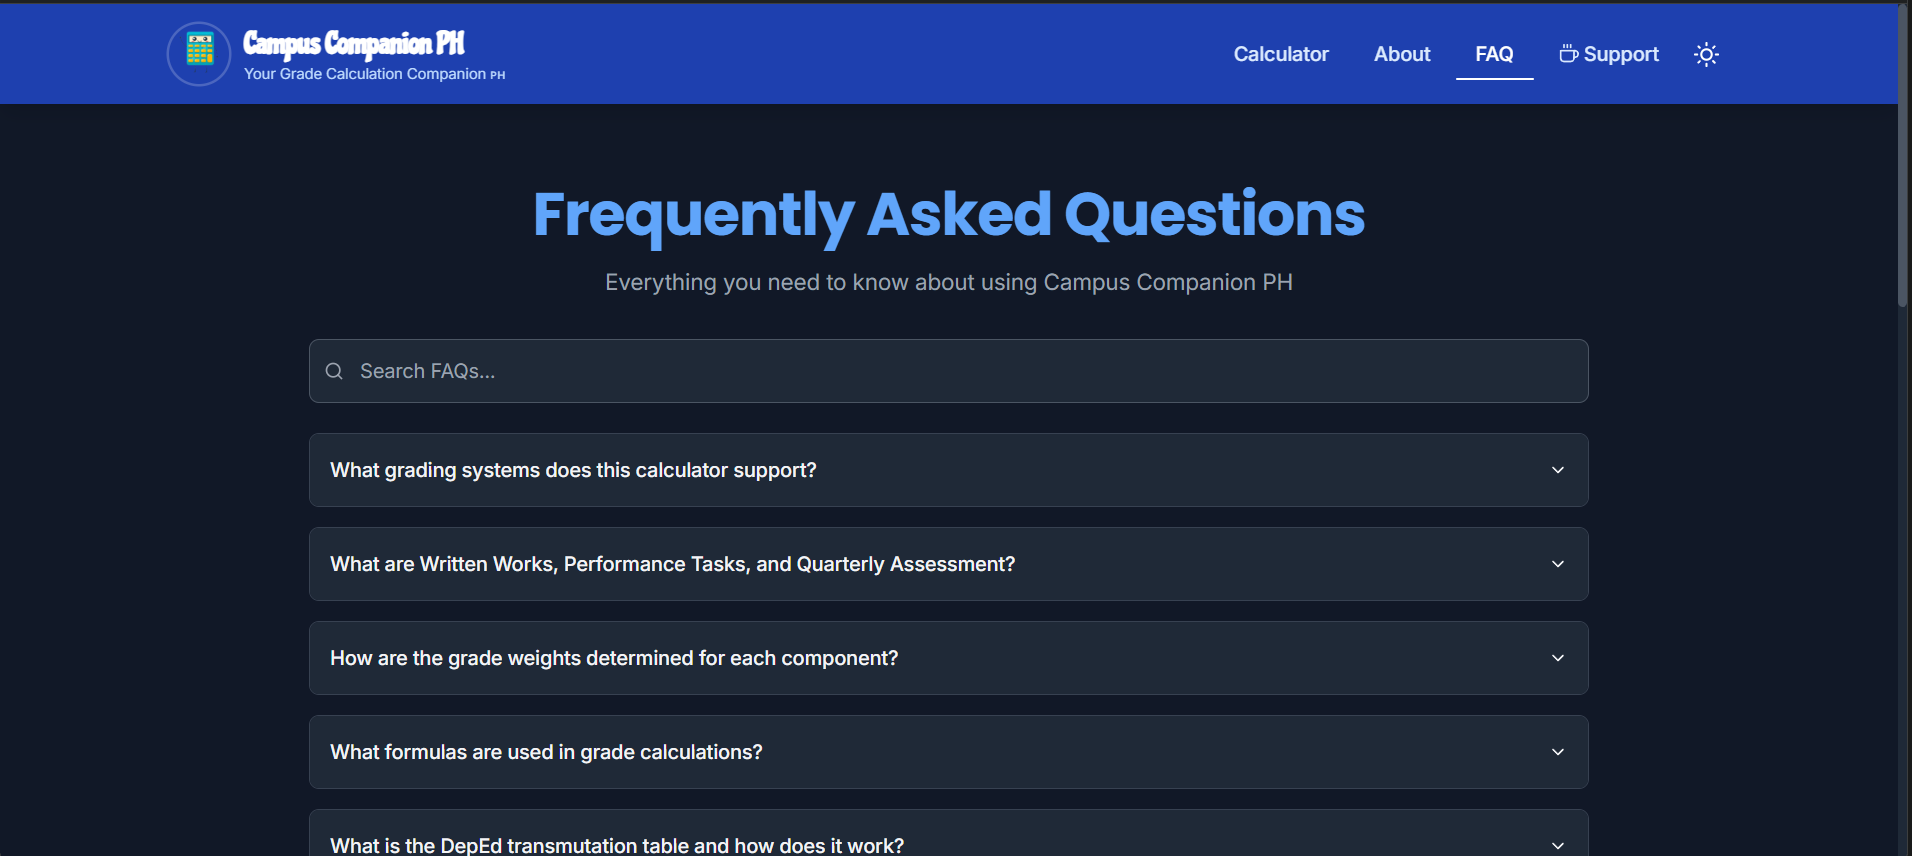 Campus Companion PH
Your Grade Calculation Companion PH
Calculator
About
FAQ
Support
Frequently Asked Questions
Everything you need to know about using Campus Companion PH
Search FAQs...
What grading systems does this calculator support?
What are Written Works, Performance Tasks, and Quarterly Assessment?
How are the grade weights determined for each component?
What formulas are used in grade calculations?
What is the DepEd transmutation table and how does it work?